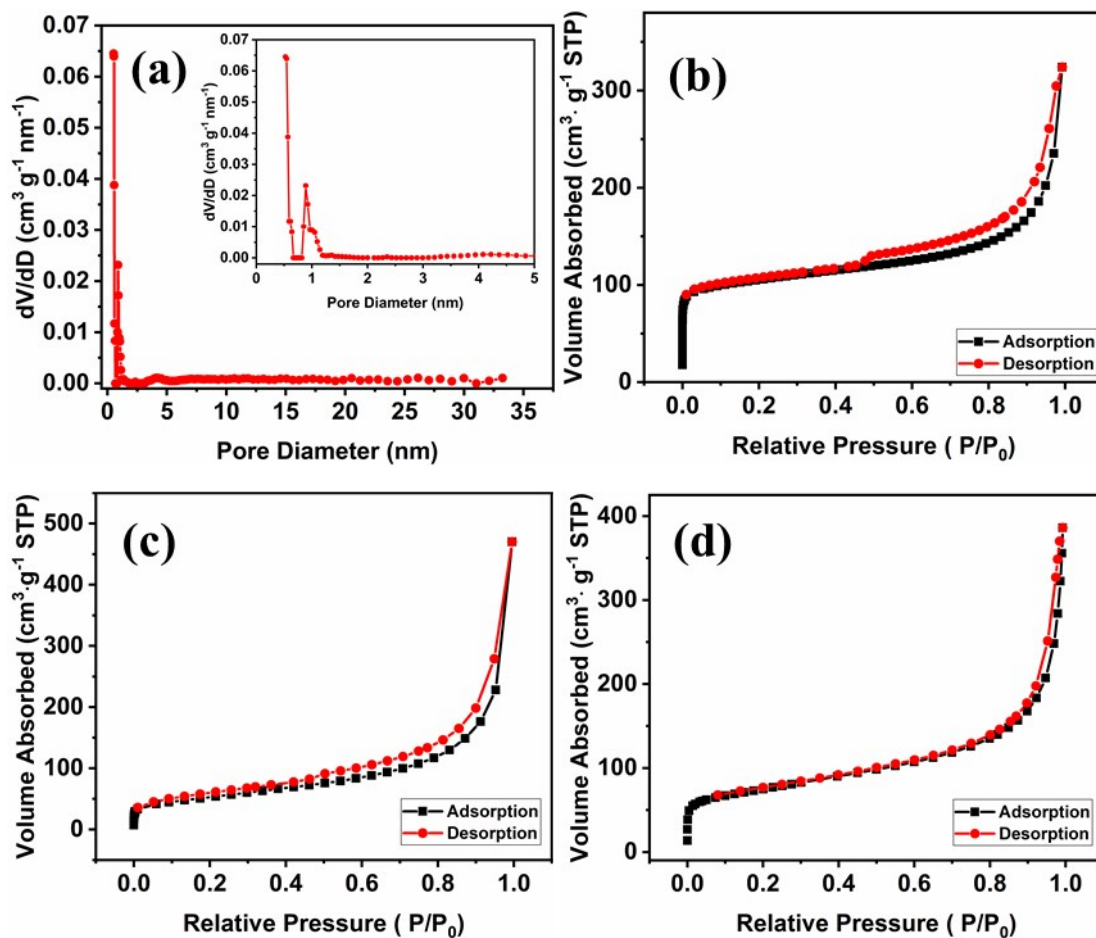 (a)
dV/dD (cm³ g⁻¹ nm⁻¹)
0.07
0.06
0.05
0.04
0.03
0.02
0.01
0.00
0 5 10 15 20 25 30 35
Pore Diameter (nm)
dV/dD (cm³ g⁻¹ nm⁻¹)
0.07
0.06
0.05
0.04
0.03
0.02
0.01
0.00
0 1 2 3 4 5
Pore Diameter (nm)
(b)
Volume Absorbed (cm³· g⁻¹ STP)
300
200
100
0
Adsorption
Desorption
0.0 0.2 0.4 0.6 0.8 1.0
Relative Pressure ( P/P₀)
(c)
Volume Absorbed (cm³·g⁻¹ STP)
500
400
300
200
100
0
Adsorption
Desorption
0.0 0.2 0.4 0.6 0.8 1.0
Relative Pressure ( P/P₀)
(d)
Volume Absorbed (cm³· g⁻¹ STP)
400
300
200
100
0
Adsorption
Desorption
0.0 0.2 0.4 0.6 0.8 1.0
Relative Pressure ( P/P₀)